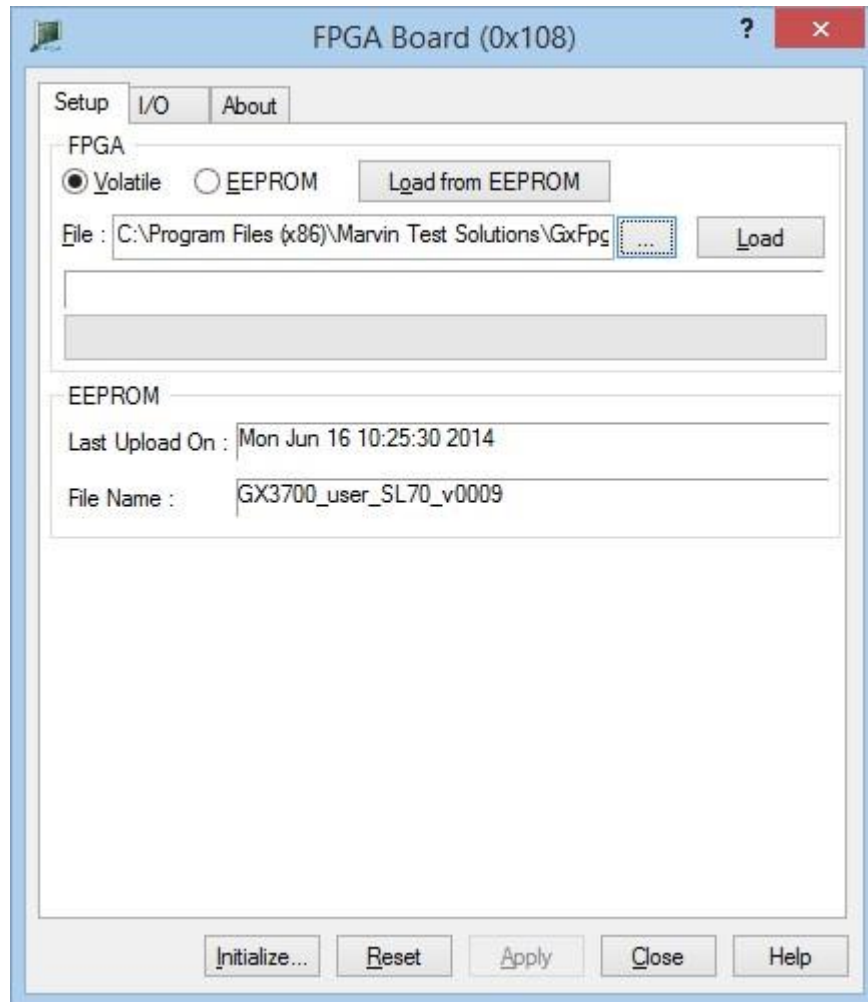 FPGA Board (0x108)
? ×
Setup I/O About
FPGA
Volatile EEPROM Load from EEPROM
File : C:\Program Files (x86)\Marvin Test Solutions\GxFpg ... Load
EEPROM
Last Upload On : Mon Jun 16 10:25:30 2014
File Name : GX3700_user_SL70_v0009
Initialize... Reset Apply Close Help